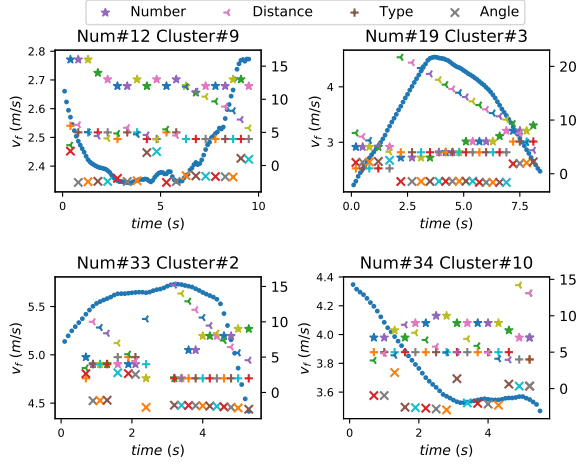 Number Distance Type Angle
Num#12 Cluster#9 Num#19 Cluster#3
2.8
2.7
2.6
2.5
2.4
v_f (m/s)
15
10
5
0
0 5 10
time (s)
4
3
v_f (m/s)
20
10
0
0.0 2.5 5.0 7.5
time (s)
Num#33 Cluster#2 Num#34 Cluster#10
5.5
5.0
4.5
v_f (m/s)
15
10
5
0
0 2 4
time (s)
4.4
4.2
4.0
3.8
3.6
v_f (m/s)
10
5
0
0 2 4
time (s)